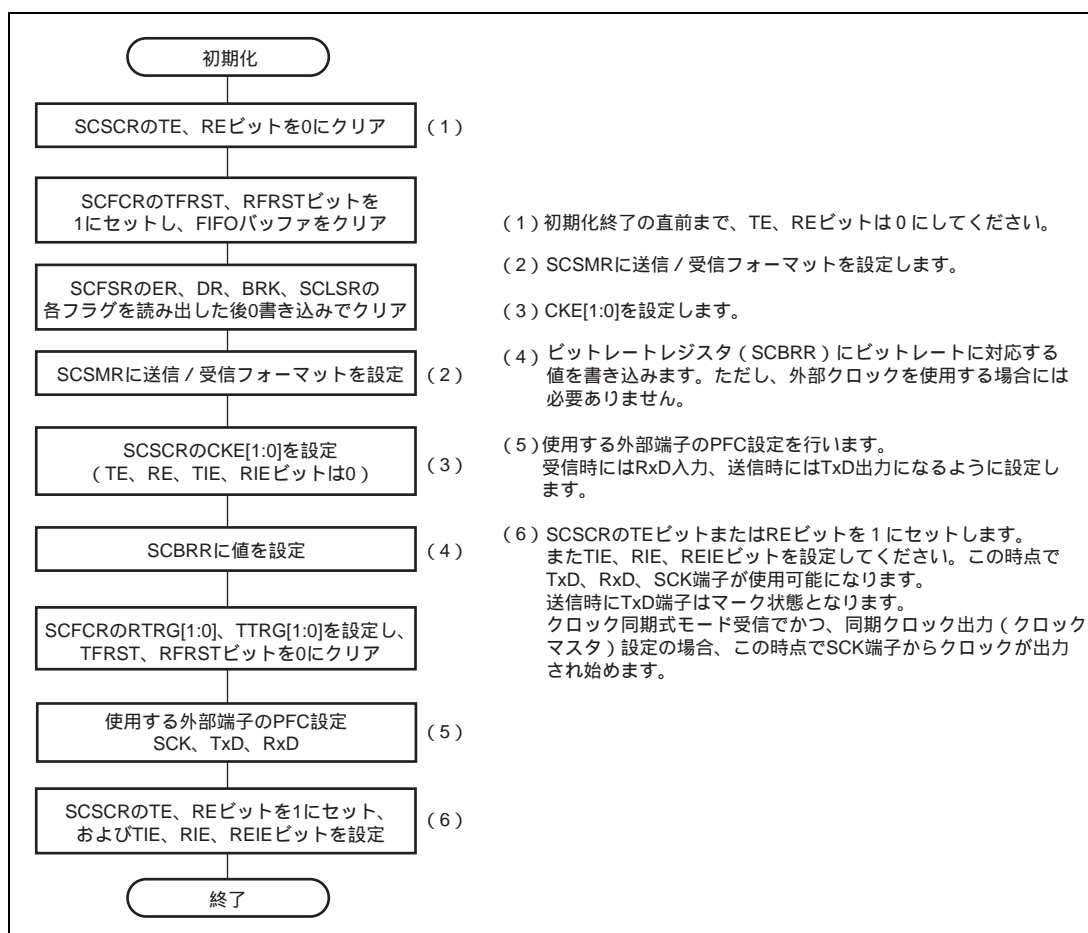 初期化
SCSCRのTE、REビットを0にクリア
(1)
SCFCRのTFRST、RFRSTビットを
1にセットし、FIFOバッファをクリア
SCFSRのER、DR、BRK、SCLSRの
各フラグを読み出した後0書き込みでクリア
SCSMRに送信 / 受信フォーマットを設定
(2)
SCSCRのCKE[1:0]を設定
(TE、RE、TIE、RIEビットは0)
(3)
SCBRRに値を設定
(4)
SCFCRのRTRG[1:0]、TTRG[1:0]を設定し、
TFRST、RFRSTビットを0にクリア
使用する外部端子のPFC設定
SCK、TxD、RxD
(5)
SCSCRのTE、REビットを1にセット、
およびTIE、RIE、REIEビットを設定
(6)
終了
(1)初期化終了の直前まで、TE、REビットは0にしてください。
(2)SCSMRに送信 / 受信フォーマットを設定します。
(3)CKE[1:0]を設定します。
(4)ビットレートレジスタ(SCBRR)にビットレートに対応する
値を書き込みます。ただし、外部クロックを使用する場合には
必要ありません。
(5)使用する外部端子のPFC設定を行います。
受信時にはRxD入力、送信時にはTxD出力になるように設定し
ます。
(6)SCSCRのTEビットまたはREビットを1にセットします。
またTIE、RIE、REIEビットを設定してください。この時点で
TxD、RxD、SCK端子が使用可能になります。
送信時にTxD端子はマーク状態となります。
クロック同期式モード受信でかつ、同期クロック出力(クロック
マスタ)設定の場合、この時点でSCK端子からクロックが出力
され始めます。